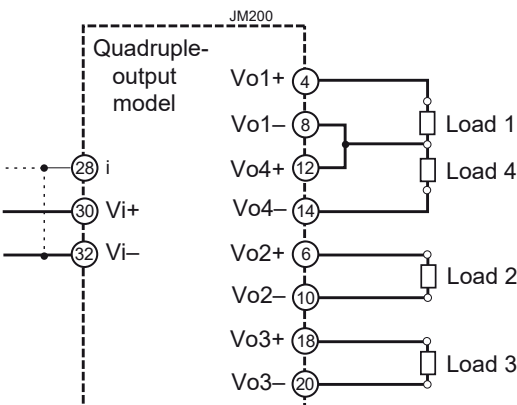 JM200
Quadruple-
output
model
Vo1+ 4
Vo1– 8
Load 1
28 i
Vo4+ 12
Load 4
30 Vi+
Vo4– 14
32 Vi–
Vo2+ 6
Load 2
Vo2– 10
Vo3+ 18
Load 3
Vo3– 20